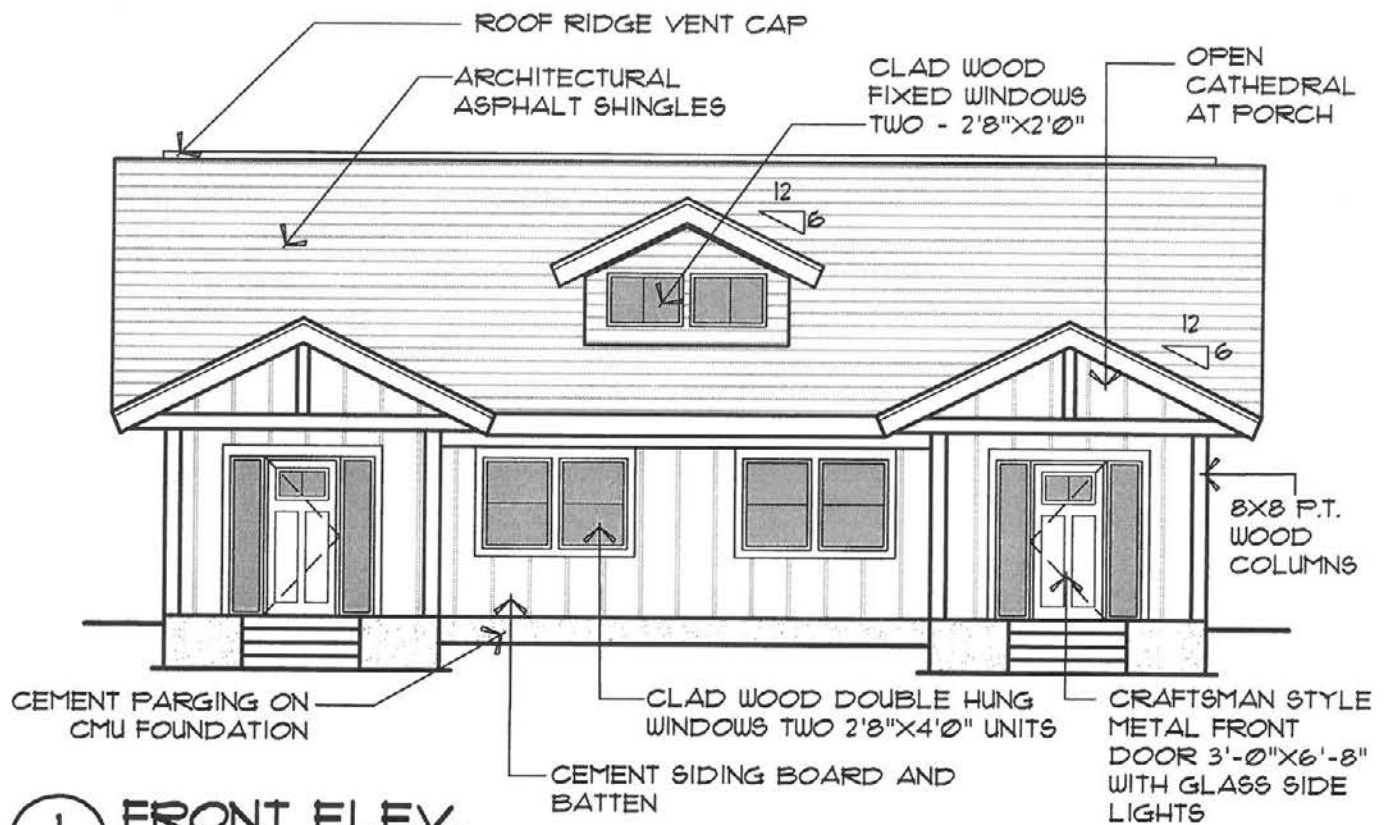 ROOF RIDGE VENT CAP
ARCHITECTURAL
ASPHALT SHINGLES
CLAD WOOD
FIXED WINDOWS
TWO - 2'8"X2'0"
OPEN
CATHEDRAL
AT PORCH
12
6
12
6
8X8 P.T.
WOOD
COLUMNS
CEMENT PARGING ON
CMU FOUNDATION
CLAD WOOD DOUBLE HUNG
WINDOWS TWO 2'8"X4'0" UNITS
CEMENT SIDING BOARD AND
BATTEN
CRAFTSMAN STYLE
METAL FRONT
DOOR 3'-0"X6'-8"
WITH GLASS SIDE
LIGHTS
1
FRONT ELEV.